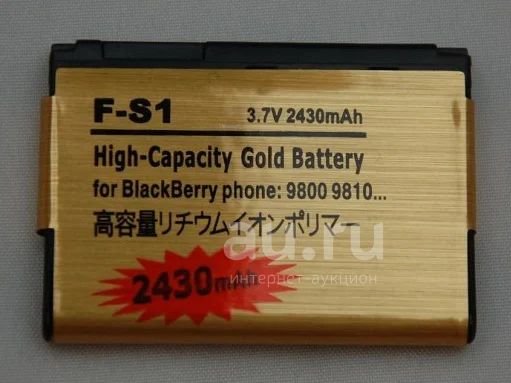 F-S1 3.7V 2430mAh
High-Capacity Gold Battery
for BlackBerry phone: 9800 9810...
高容量リチウムイオンポリマー
au.ru
интернет-аукцион
2430mAh